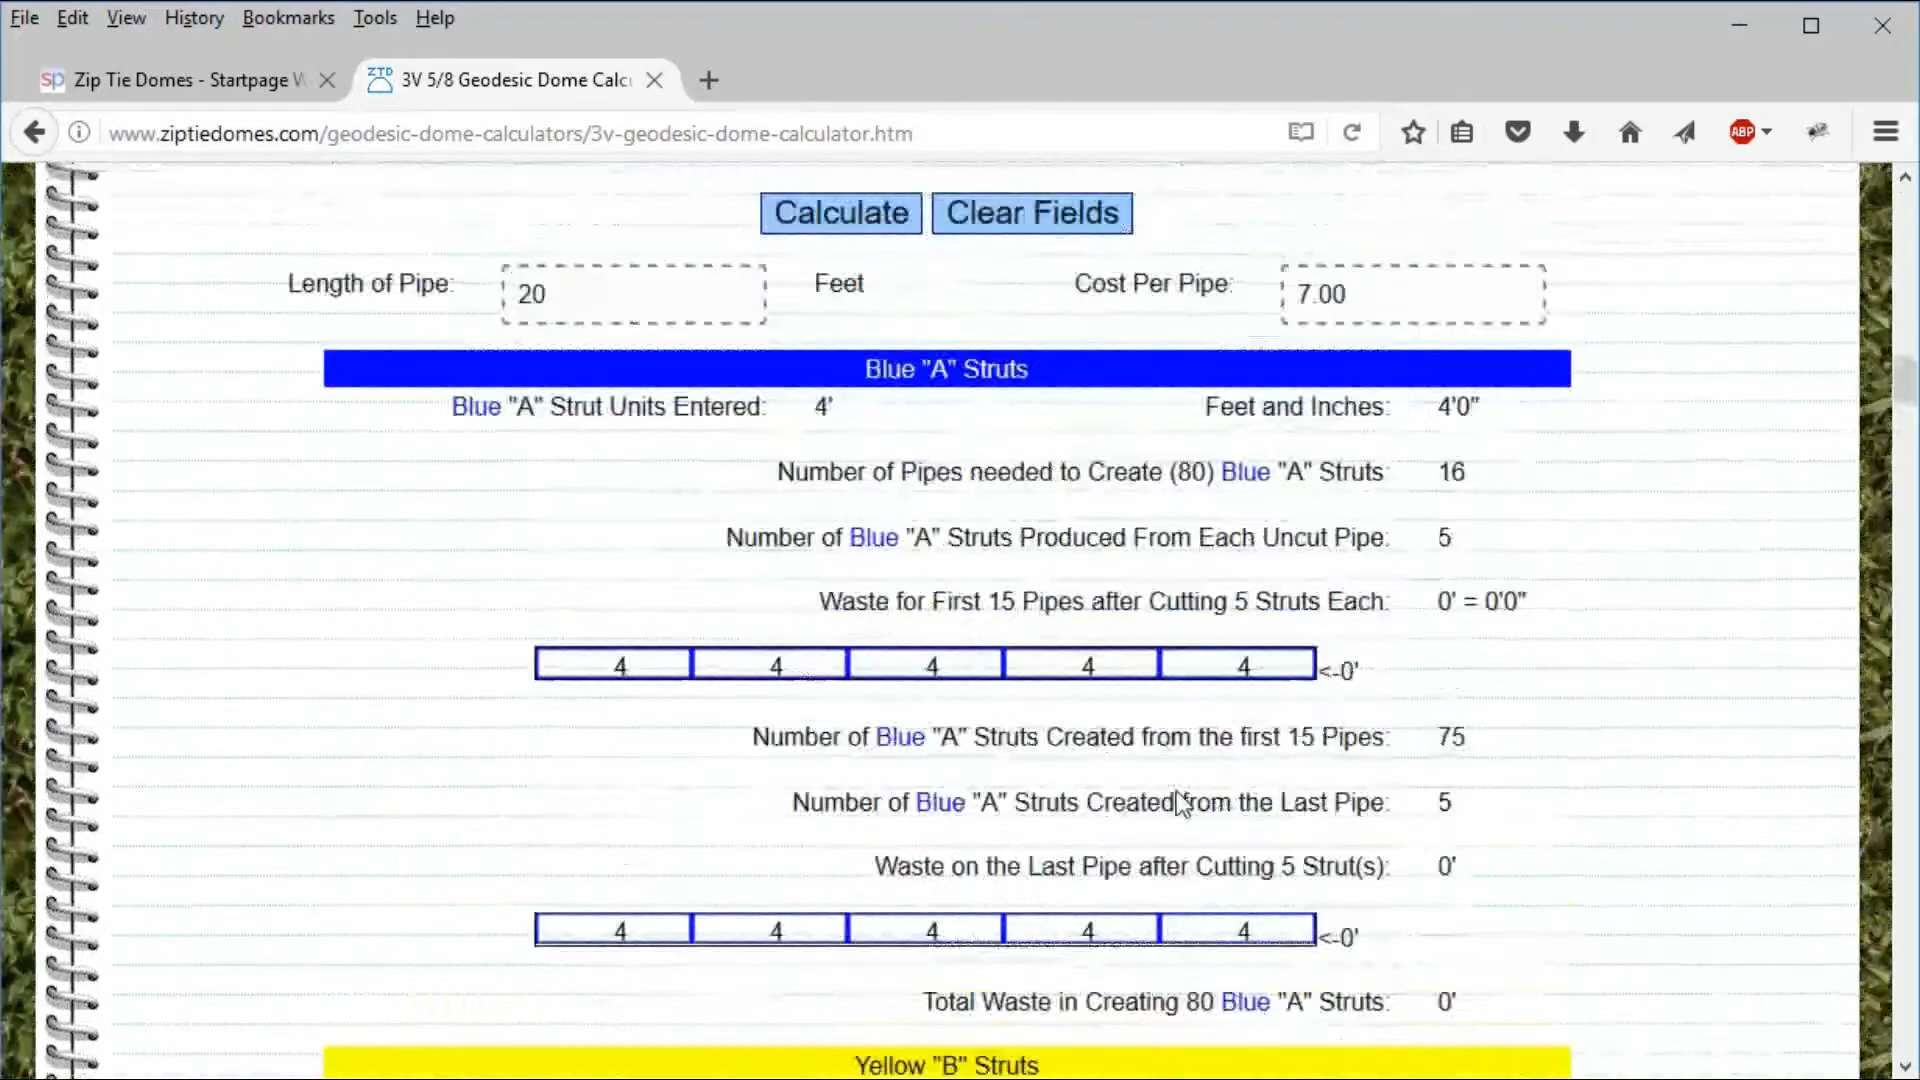 File Edit View History Bookmarks Tools Help
sp Zip Tie Domes - Startpage W
ZTD 3V 5/8 Geodesic Dome Calc
www.ziptiedomes.com/geodesic-dome-calculators/3v-geodesic-dome-calculator.htm
ABP
Calculate Clear Fields
Length of Pipe: 20 Feet Cost Per Pipe: 7.00
Blue "A" Struts
Blue "A" Strut Units Entered: 4' Feet and Inches: 4'0"
Number of Pipes needed to Create (80) Blue "A" Struts: 16
Number of Blue "A" Struts Produced From Each Uncut Pipe: 5
Waste for First 15 Pipes after Cutting 5 Struts Each: 0' = 0'0"
4 4 4 4 4 <-0'
Number of Blue "A" Struts Created from the first 15 Pipes: 75
Number of Blue "A" Struts Created from the Last Pipe: 5
Waste on the Last Pipe after Cutting 5 Strut(s): 0'
4 4 4 4 4 <-0'
Total Waste in Creating 80 Blue "A" Struts: 0'
Yellow "B" Struts